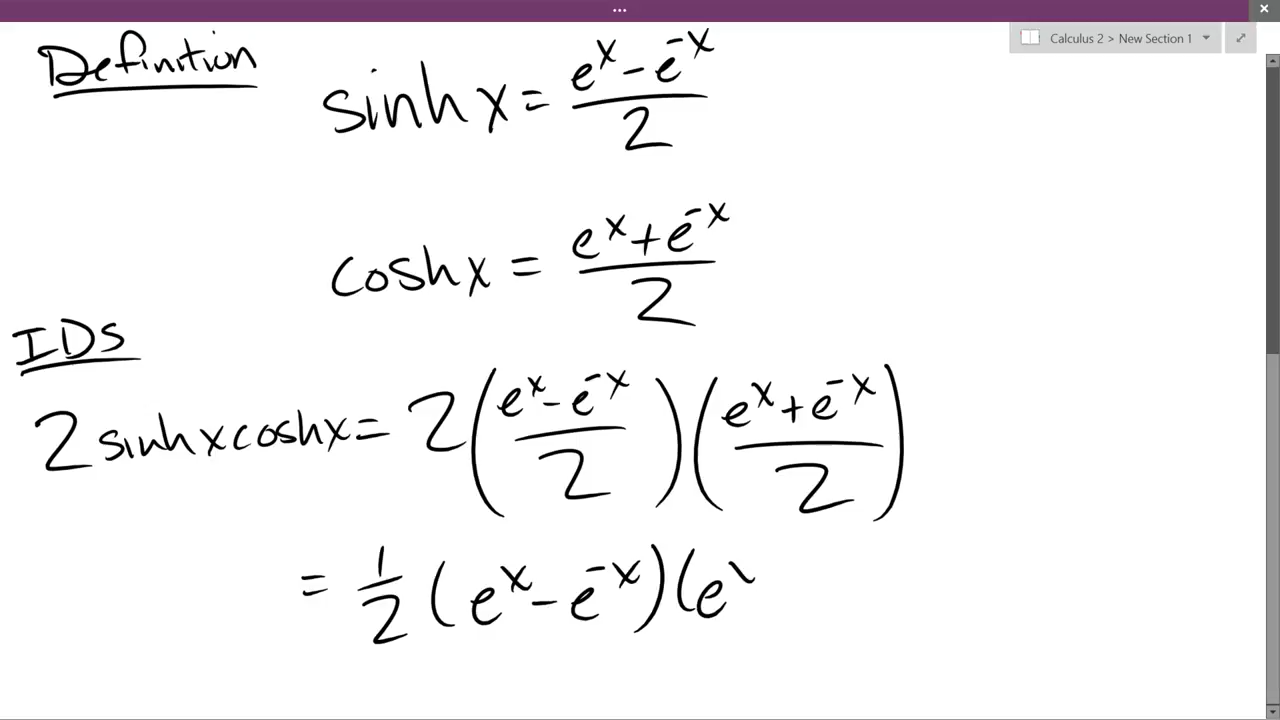 Calculus 2 > New Section 1
Definition
sinh x = (e^x - e^-x)/2
cosh x = (e^x + e^-x)/2
IDs
2 sinh x cosh x = 2((e^x - e^-x)/2)((e^x + e^-x)/2)
= 1/2 (e^x - e^-x)(e